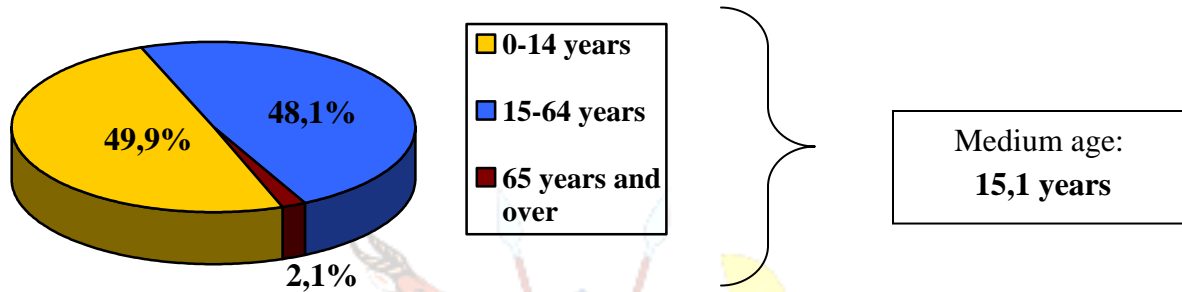 49,9%
48,1%
2,1%
0-14 years
15-64 years
65 years and
over
Medium age:
15,1 years